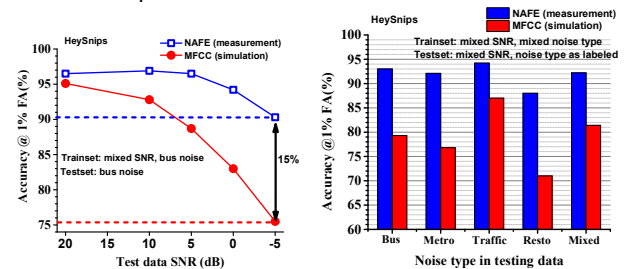 HeySnips
NAFE (measurement)
MFCC (simulation)
Accuracy @ 1% FA(%)
100
95
90
85
80
75
15%
Trainset: mixed SNR, bus noise
Testset: bus noise
20
10
5
0
-5
Test data SNR (dB)
HeySnips
NAFE (measurement)
MFCC (simulation)
Trainset: mixed SNR, mixed noise type
Testset: mixed SNR, noise type as labeled
Accuracy @1% FA(%)
100
95
90
85
80
75
70
65
60
Bus
Metro
Traffic
Resto
Mixed
Noise type in testing data